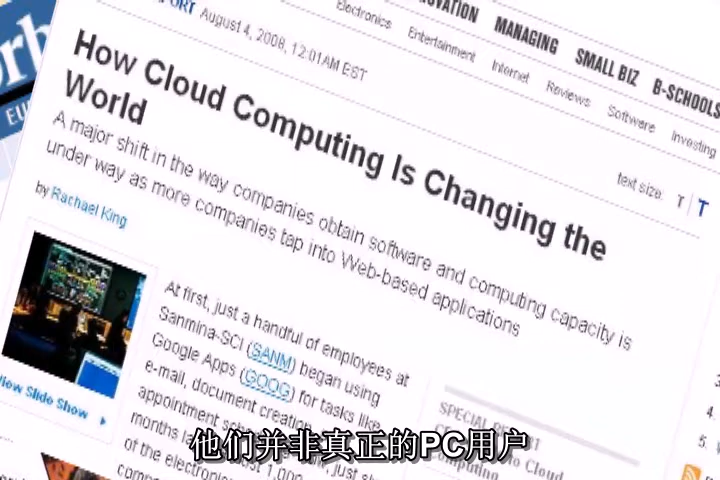 August 4, 2008, 12:01AM EST
Electronics
Entertainment
Internet
Reviews
Software
Investing
MANAGING
SMALL BIZ
B-SCHOOLS
text size: T | T
How Cloud Computing Is Changing the
World
A major shift in the way companies obtain software and computing capacity is
under way as more companies tap into Web-based applications
by Rachael King
View Slide Show
At first, just a handful of employees at
Sanmina-SCI (SANM) began using
Google Apps (GOOG) for tasks like
e-mail, document creation
appointment
months
of the
SPECIAL
Cloud
Computing
4.
5.
他们并非真正的PC用户